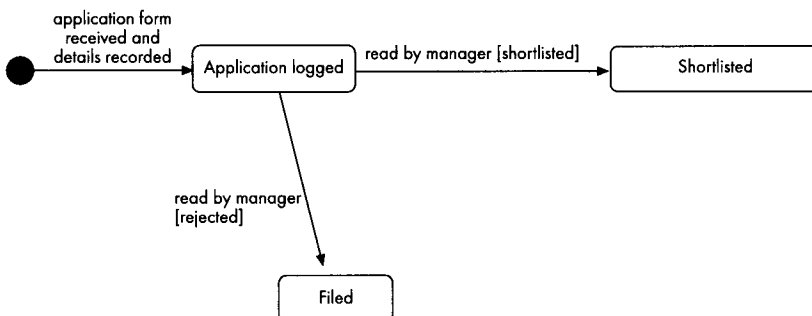 application form
received and
details recorded
Application logged
read by manager [shortlisted]
Shortlisted
read by manager
[rejected]
Filed